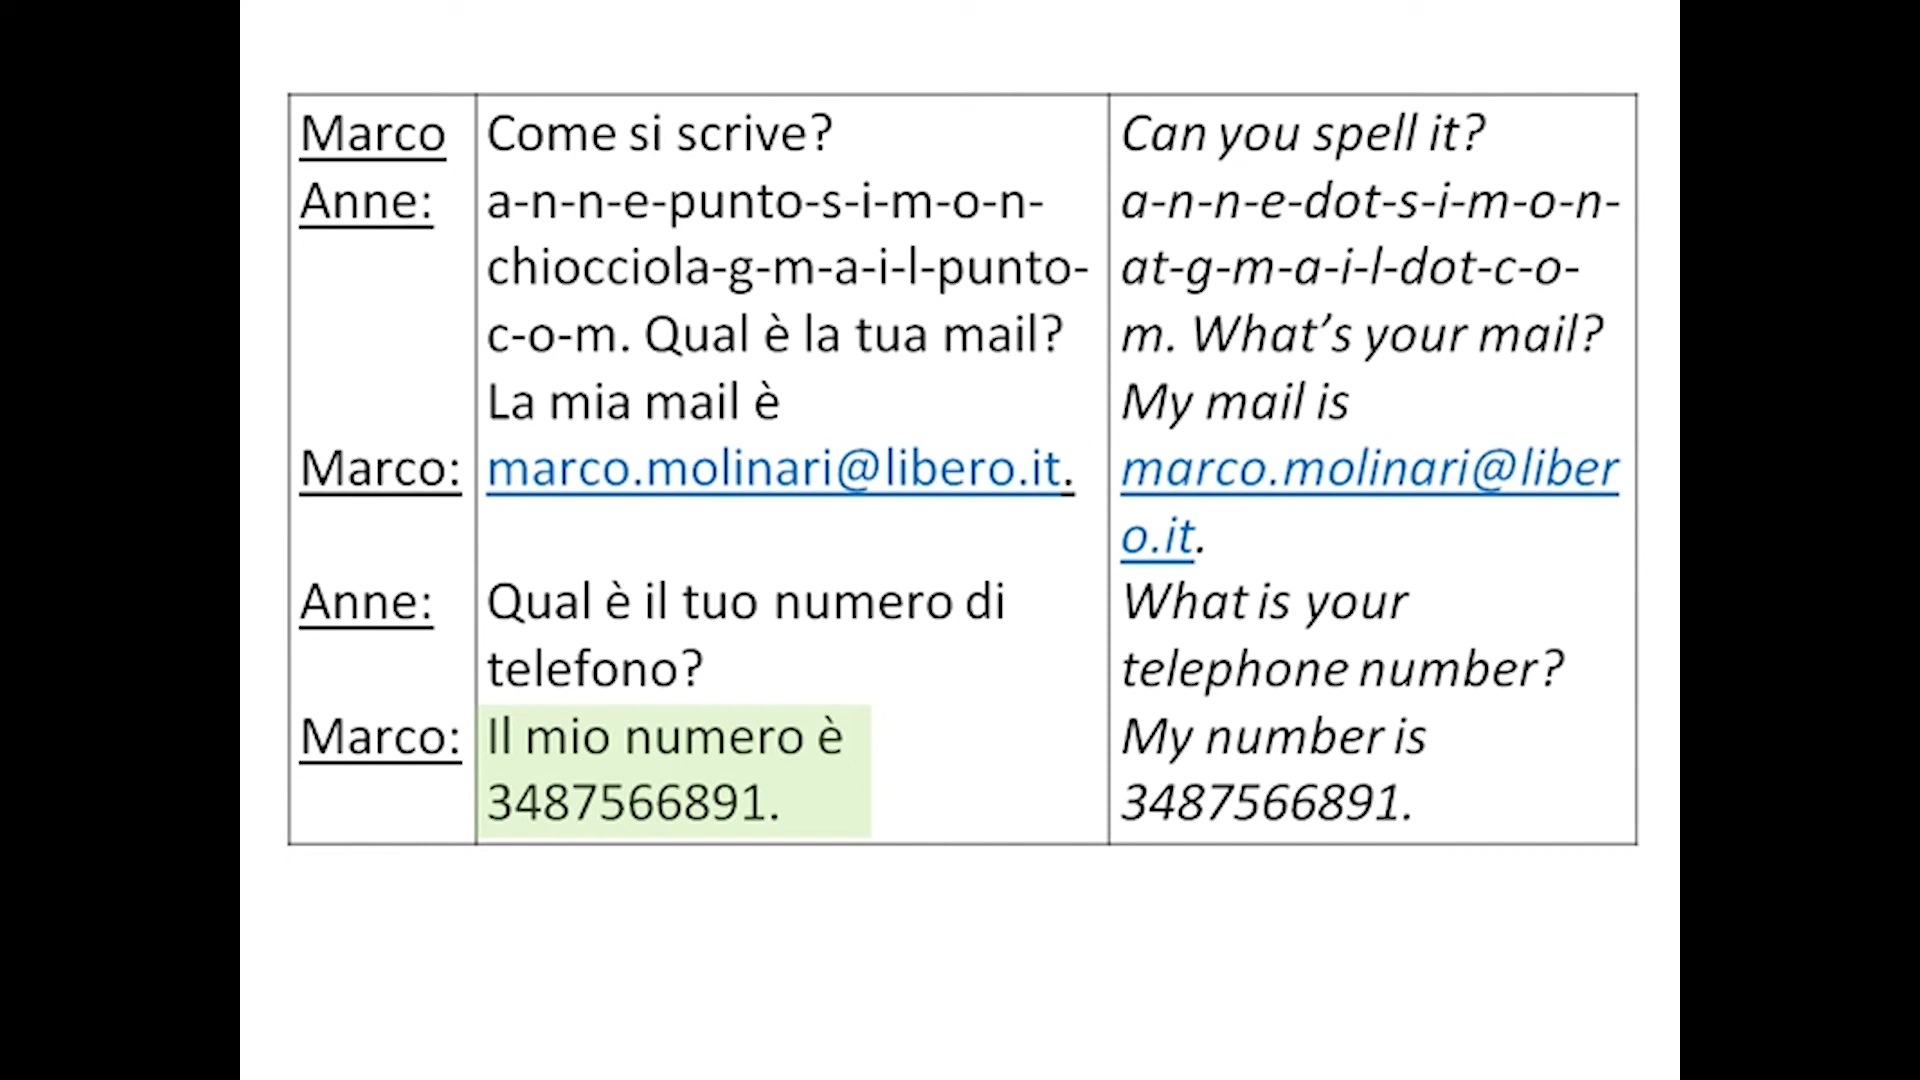 Marco Come si scrive? Can you spell it?
Anne: a-n-n-e-punto-s-i-m-o-n- a-n-n-e-dot-s-i-m-o-n-
chiocciola-g-m-a-i-l-punto- at-g-m-a-i-l-dot-c-o-
c-o-m. Qual è la tua mail? m. What's your mail?
La mia mail è My mail is
Marco: marco.molinari@libero.it. marco.molinari@liber
o.it.
Anne: Qual è il tuo numero di What is your
telefono? telephone number?
Marco: Il mio numero è My number is
3487566891. 3487566891.